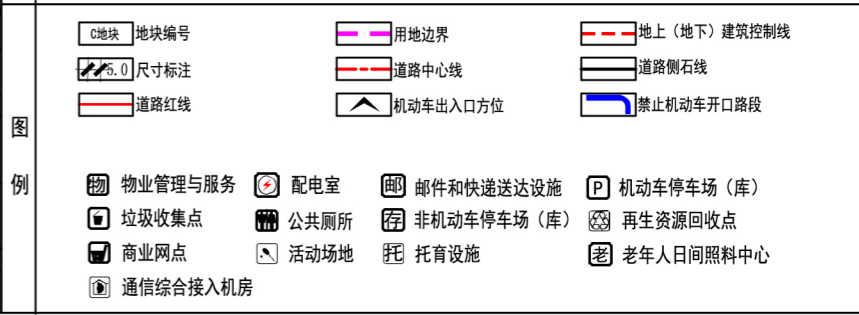 图例
C地块 地块编号 用地边界 地上（地下）建筑控制线
5.0 尺寸标注 道路中心线 道路侧石线
道路红线 机动车出入口方位 禁止机动车开口路段
物 物业管理与服务 配电室 邮 邮件和快递送达设施 P 机动车停车场（库）
垃圾收集点 公共厕所 存 非机动车停车场（库） 再生资源回收点
商业网点 活动场地 托 托育设施 老 老年人日间照料中心
通信综合接入机房